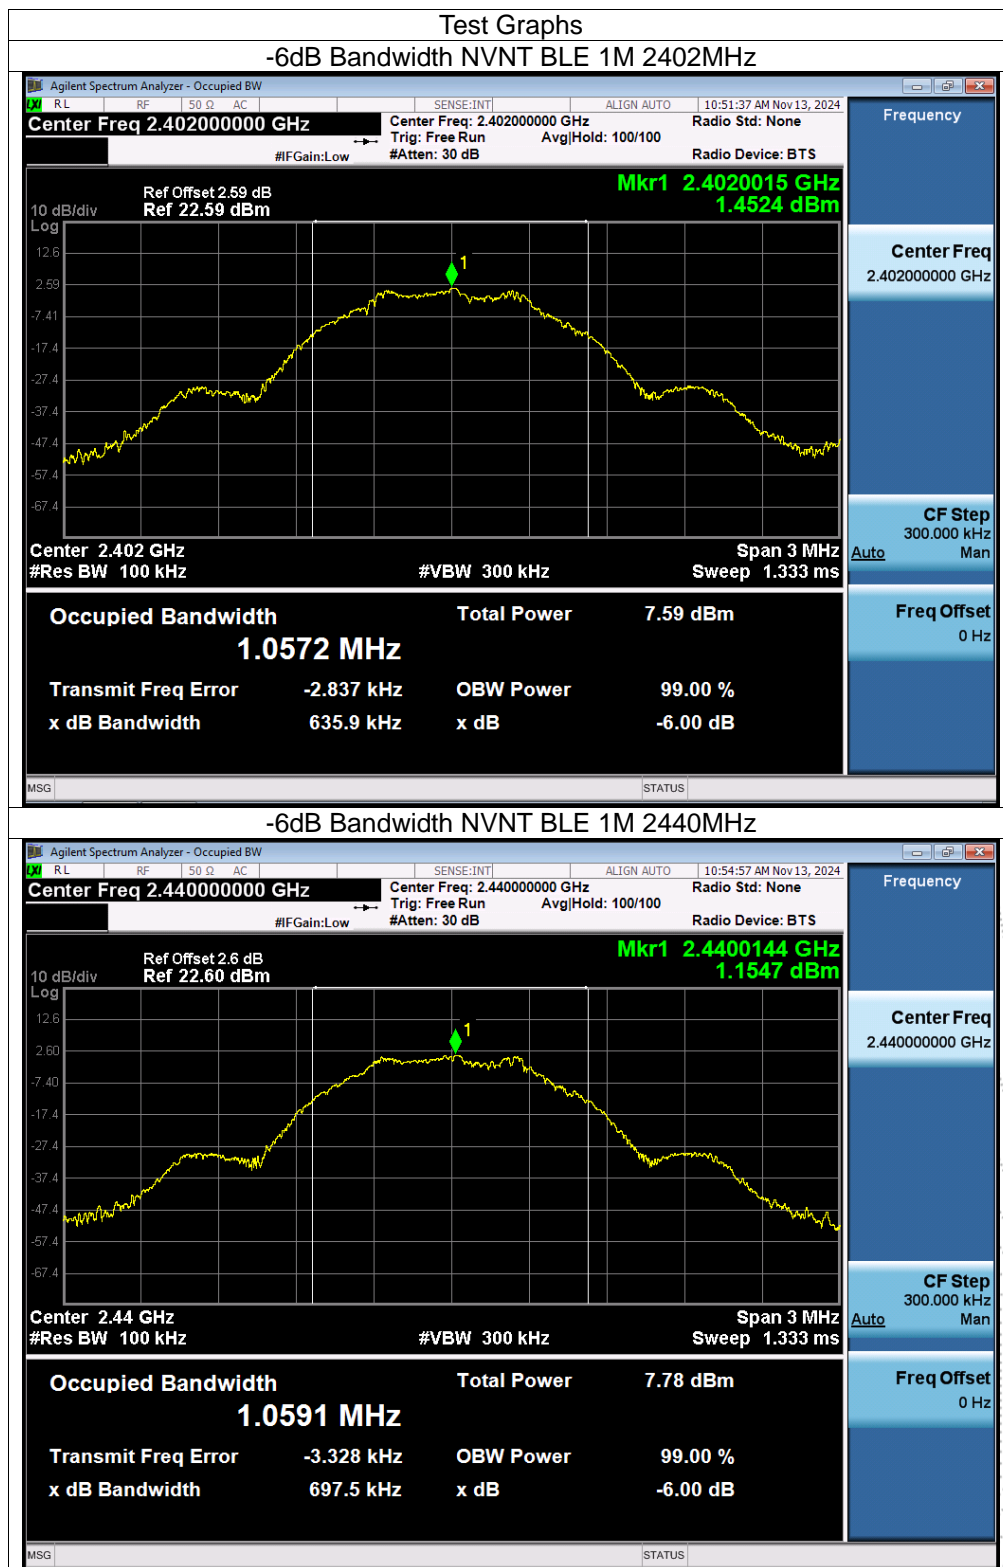 Test Graphs
-6dB Bandwidth NVNT BLE 1M 2402MHz
Agilent Spectrum Analyzer - Occupied BW
LXI RL RF 50 Ω AC SENSE:INT ALIGN AUTO 10:51:37 AM Nov 13, 2024
Center Freq 2.402000000 GHz Center Freq: 2.402000000 GHz Radio Std: None Frequency
Trig: Free Run Avg|Hold: 100/100
#IFGain:Low #Atten: 30 dB Radio Device: BTS
Mkr1 2.4020015 GHz
Ref Offset 2.59 dB 1.4524 dBm
10 dB/div Ref 22.59 dBm
Log
12.6
1
Center Freq
2.402000000 GHz
2.59
-7.41
-17.4
-27.4
-37.4
-47.4
-57.4
-67.4
CF Step
300.000 kHz
Auto Man
Center 2.402 GHz Span 3 MHz
#Res BW 100 kHz #VBW 300 kHz Sweep 1.333 ms
Occupied Bandwidth Total Power 7.59 dBm
1.0572 MHz
Freq Offset
0 Hz
Transmit Freq Error -2.837 kHz OBW Power 99.00 %
x dB Bandwidth 635.9 kHz x dB -6.00 dB
MSG STATUS
-6dB Bandwidth NVNT BLE 1M 2440MHz
Agilent Spectrum Analyzer - Occupied BW
LXI RL RF 50 Ω AC SENSE:INT ALIGN AUTO 10:54:57 AM Nov 13, 2024
Center Freq 2.440000000 GHz Center Freq: 2.440000000 GHz Radio Std: None Frequency
Trig: Free Run Avg|Hold: 100/100
#IFGain:Low #Atten: 30 dB Radio Device: BTS
Mkr1 2.4400144 GHz
Ref Offset 2.6 dB 1.1547 dBm
10 dB/div Ref 22.60 dBm
Log
12.6
1
Center Freq
2.440000000 GHz
2.60
-7.40
-17.4
-27.4
-37.4
-47.4
-57.4
-67.4
CF Step
300.000 kHz
Auto Man
Center 2.44 GHz Span 3 MHz
#Res BW 100 kHz #VBW 300 kHz Sweep 1.333 ms
Occupied Bandwidth Total Power 7.78 dBm
1.0591 MHz
Freq Offset
0 Hz
Transmit Freq Error -3.328 kHz OBW Power 99.00 %
x dB Bandwidth 697.5 kHz x dB -6.00 dB
MSG STATUS